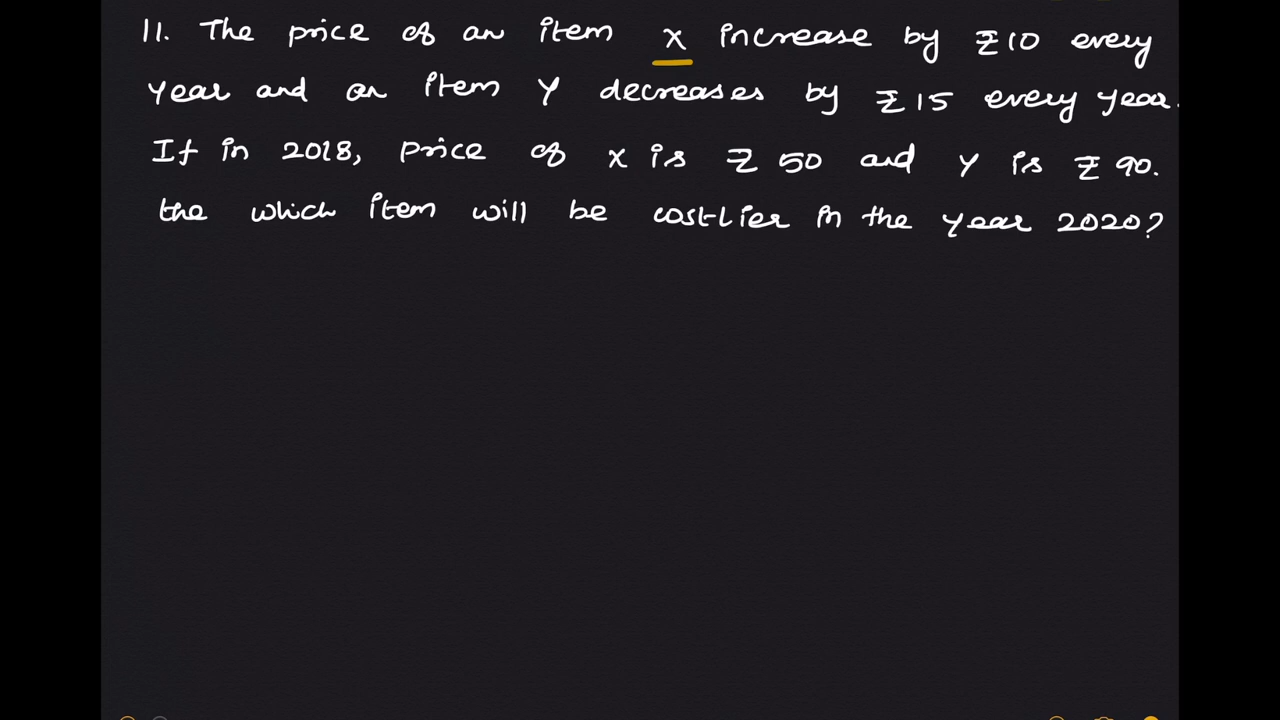 11. The price of an item X increase by ₹10 every
year and an item Y decreases by ₹15 every year.
If in 2018, price of X is ₹ 50 and Y is ₹ 90.
the which item will be costlier in the year 2020?